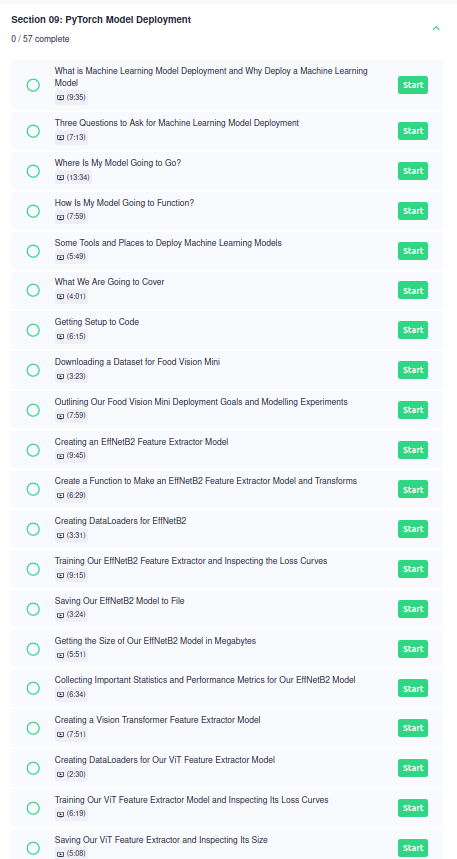 Section 09: PyTorch Model Deployment
0 / 57 complete
What is Machine Learning Model Deployment and Why Deploy a Machine Learning
Model
(9:35)
Start
Three Questions to Ask for Machine Learning Model Deployment
(7:13)
Start
Where Is My Model Going to Go?
(13:34)
Start
How Is My Model Going to Function?
(7:59)
Start
Some Tools and Places to Deploy Machine Learning Models
(5:49)
Start
What We Are Going to Cover
(4:01)
Start
Getting Setup to Code
(6:15)
Start
Downloading a Dataset for Food Vision Mini
(3:23)
Start
Outlining Our Food Vision Mini Deployment Goals and Modelling Experiments
(7:59)
Start
Creating an EffNetB2 Feature Extractor Model
(9:45)
Start
Create a Function to Make an EffNetB2 Feature Extractor Model and Transforms
(6:29)
Start
Creating DataLoaders for EffNetB2
(3:31)
Start
Training Our EffNetB2 Feature Extractor and Inspecting the Loss Curves
(9:15)
Start
Saving Our EffNetB2 Model to File
(3:24)
Start
Getting the Size of Our EffNetB2 Model in Megabytes
(5:51)
Start
Collecting Important Statistics and Performance Metrics for Our EffNetB2 Model
(6:34)
Start
Creating a Vision Transformer Feature Extractor Model
(7:51)
Start
Creating DataLoaders for Our ViT Feature Extractor Model
(2:30)
Start
Training Our ViT Feature Extractor Model and Inspecting Its Loss Curves
(6:19)
Start
Saving Our ViT Feature Extractor and Inspecting Its Size
(5:08)
Start